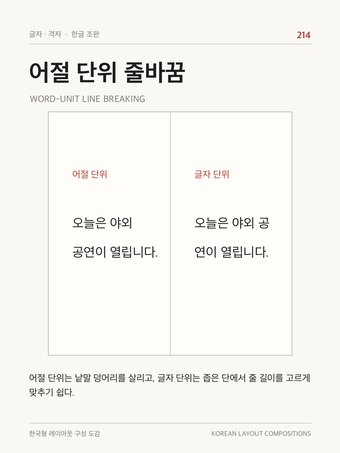 글자 · 격자 · 한글 조판
214
어절 단위 줄바꿈
WORD-UNIT LINE BREAKING
어절 단위
오늘은 야외
공연이 열립니다.
글자 단위
오늘은 야외 공
연이 열립니다.
어절 단위는 낱말 덩어리를 살리고, 글자 단위는 좁은 단에서 줄 길이를 고르게
맞추기 쉽다.
한국형 레이아웃 구성 도감
KOREAN LAYOUT COMPOSITIONS